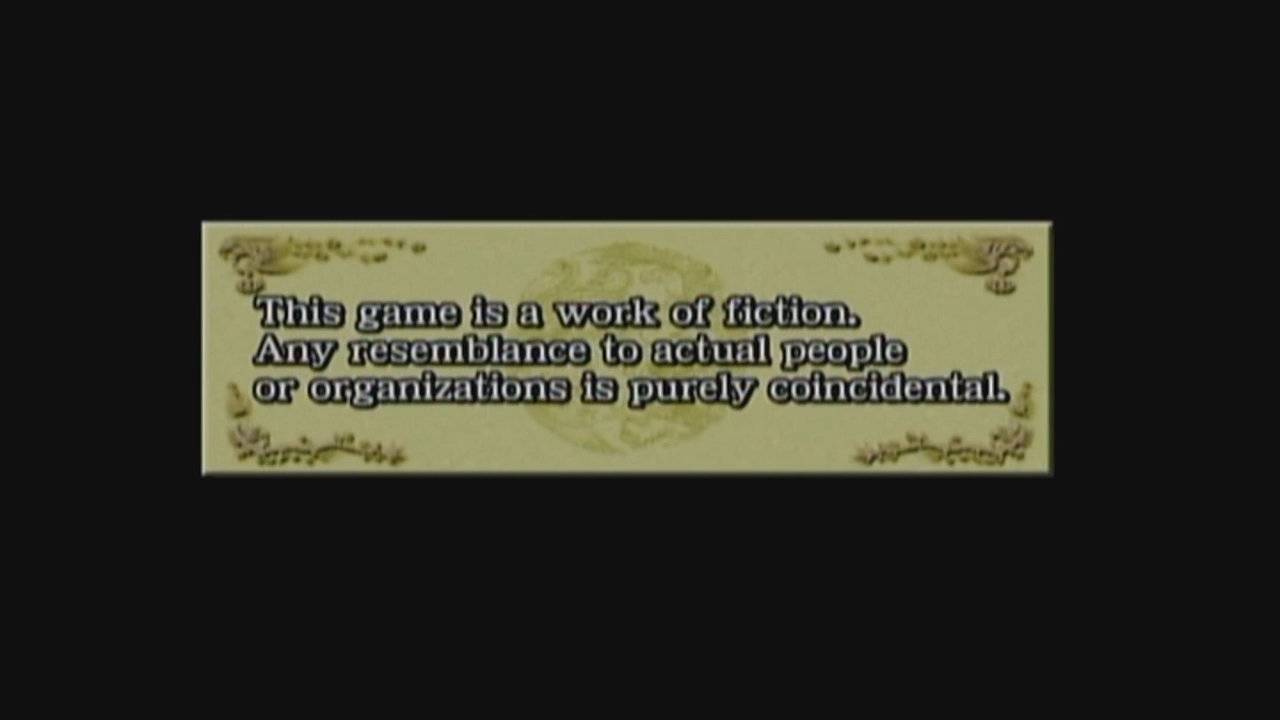 This game is a work of fiction.
Any resemblance to actual people
or organizations is purely coincidental.